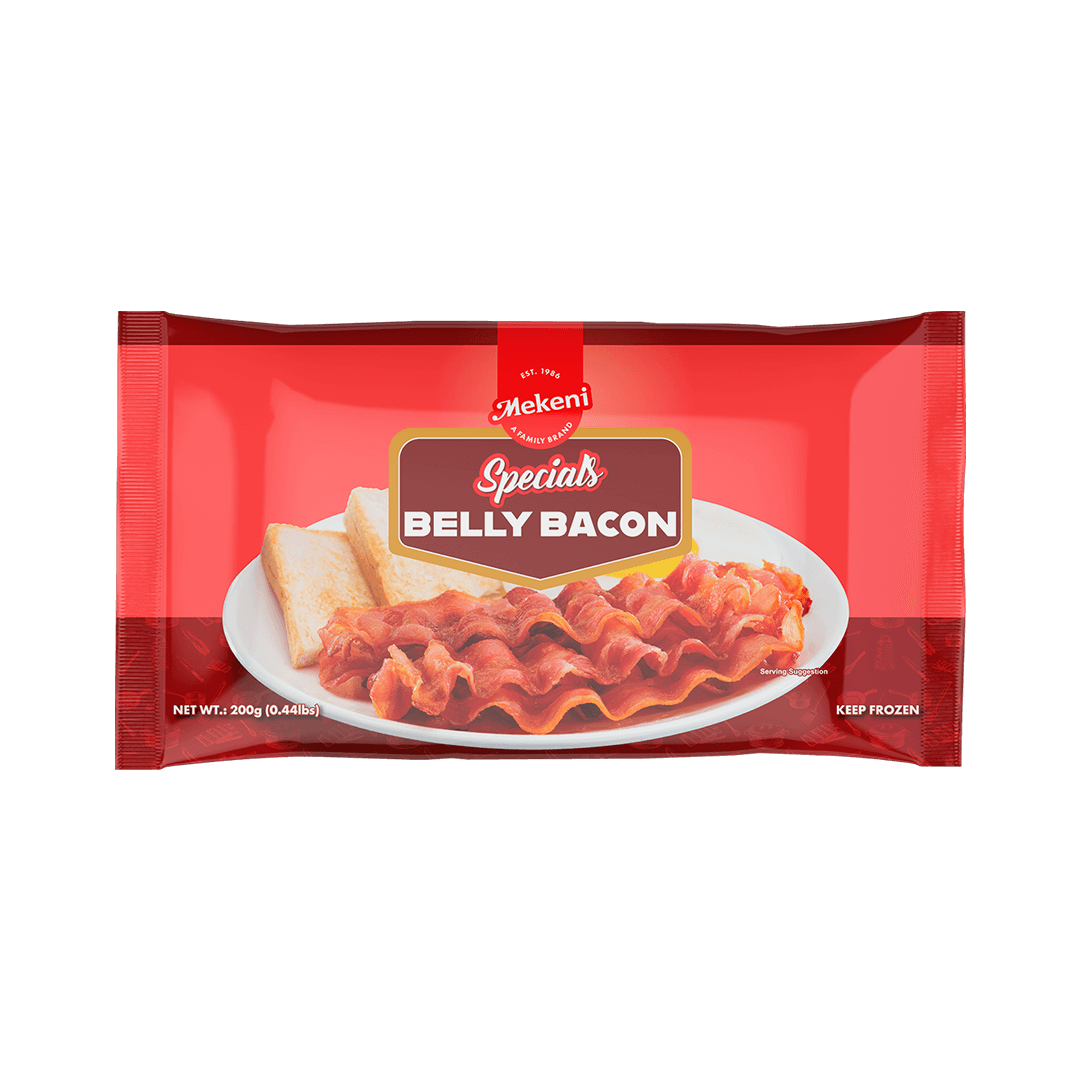 EST. 1986
Mekeni
A FAMILY BRAND
Specials
BELLY BACON
Serving Suggestion
NET WT.: 200g (0.44lbs)
KEEP FROZEN